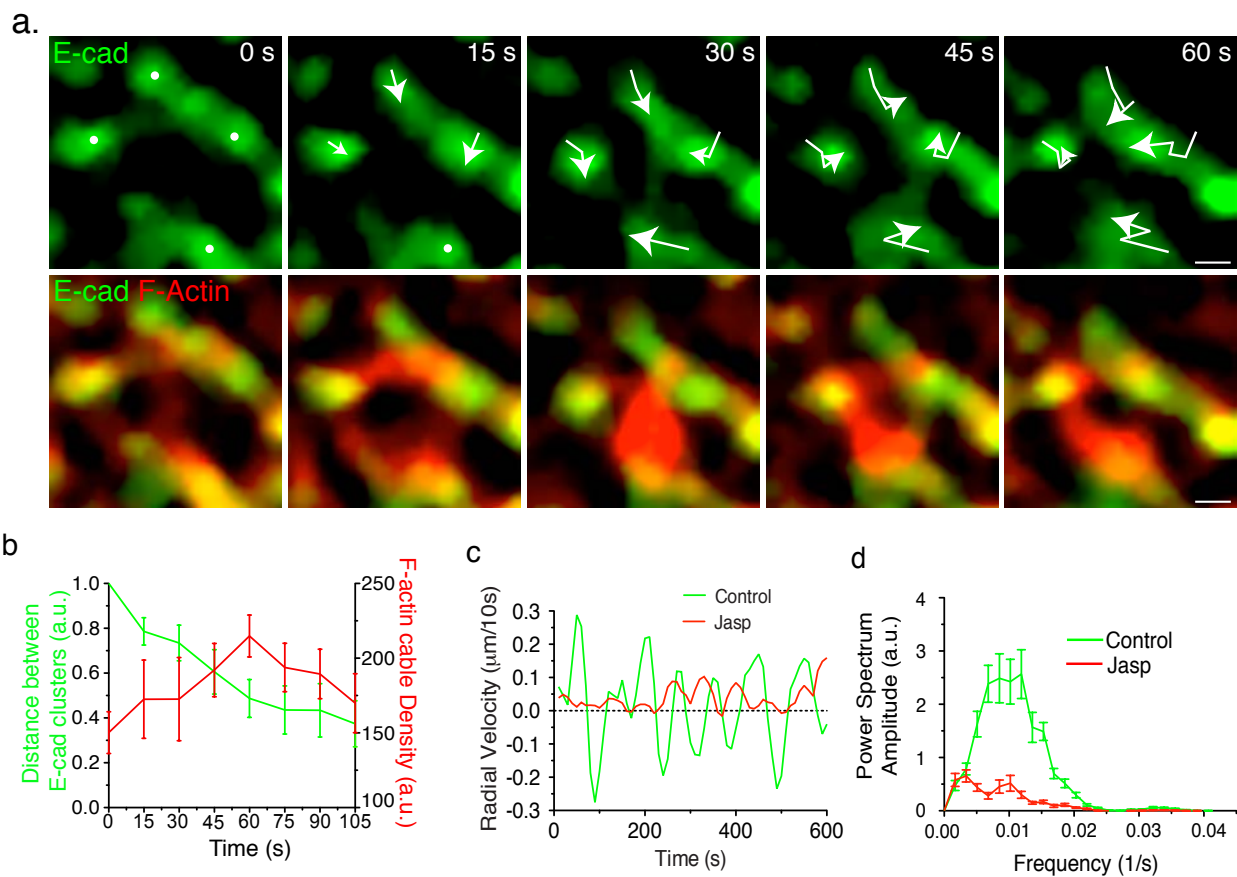 a.
E-cad 0 s
15 s
30 s
45 s
60 s
E-cad F-Actin
b
Distance between
E-cad clusters (a.u.)
1.0
0.8
0.6
0.4
0.2
0.0
0 15 30 45 60 75 90 105
Time (s)
250
200
150
100
F-actin cable Density (a.u.)
c
Control
Jasp
Radial Velocity (μm/10s)
0.3
0.2
0.1
0.0
-0.1
-0.2
-0.3
0 200 400 600
Time (s)
d
Control
Jasp
Power Spectrum
Amplitude (a.u.)
4
3
2
1
0
0.00 0.01 0.02 0.03 0.04
Frequency (1/s)